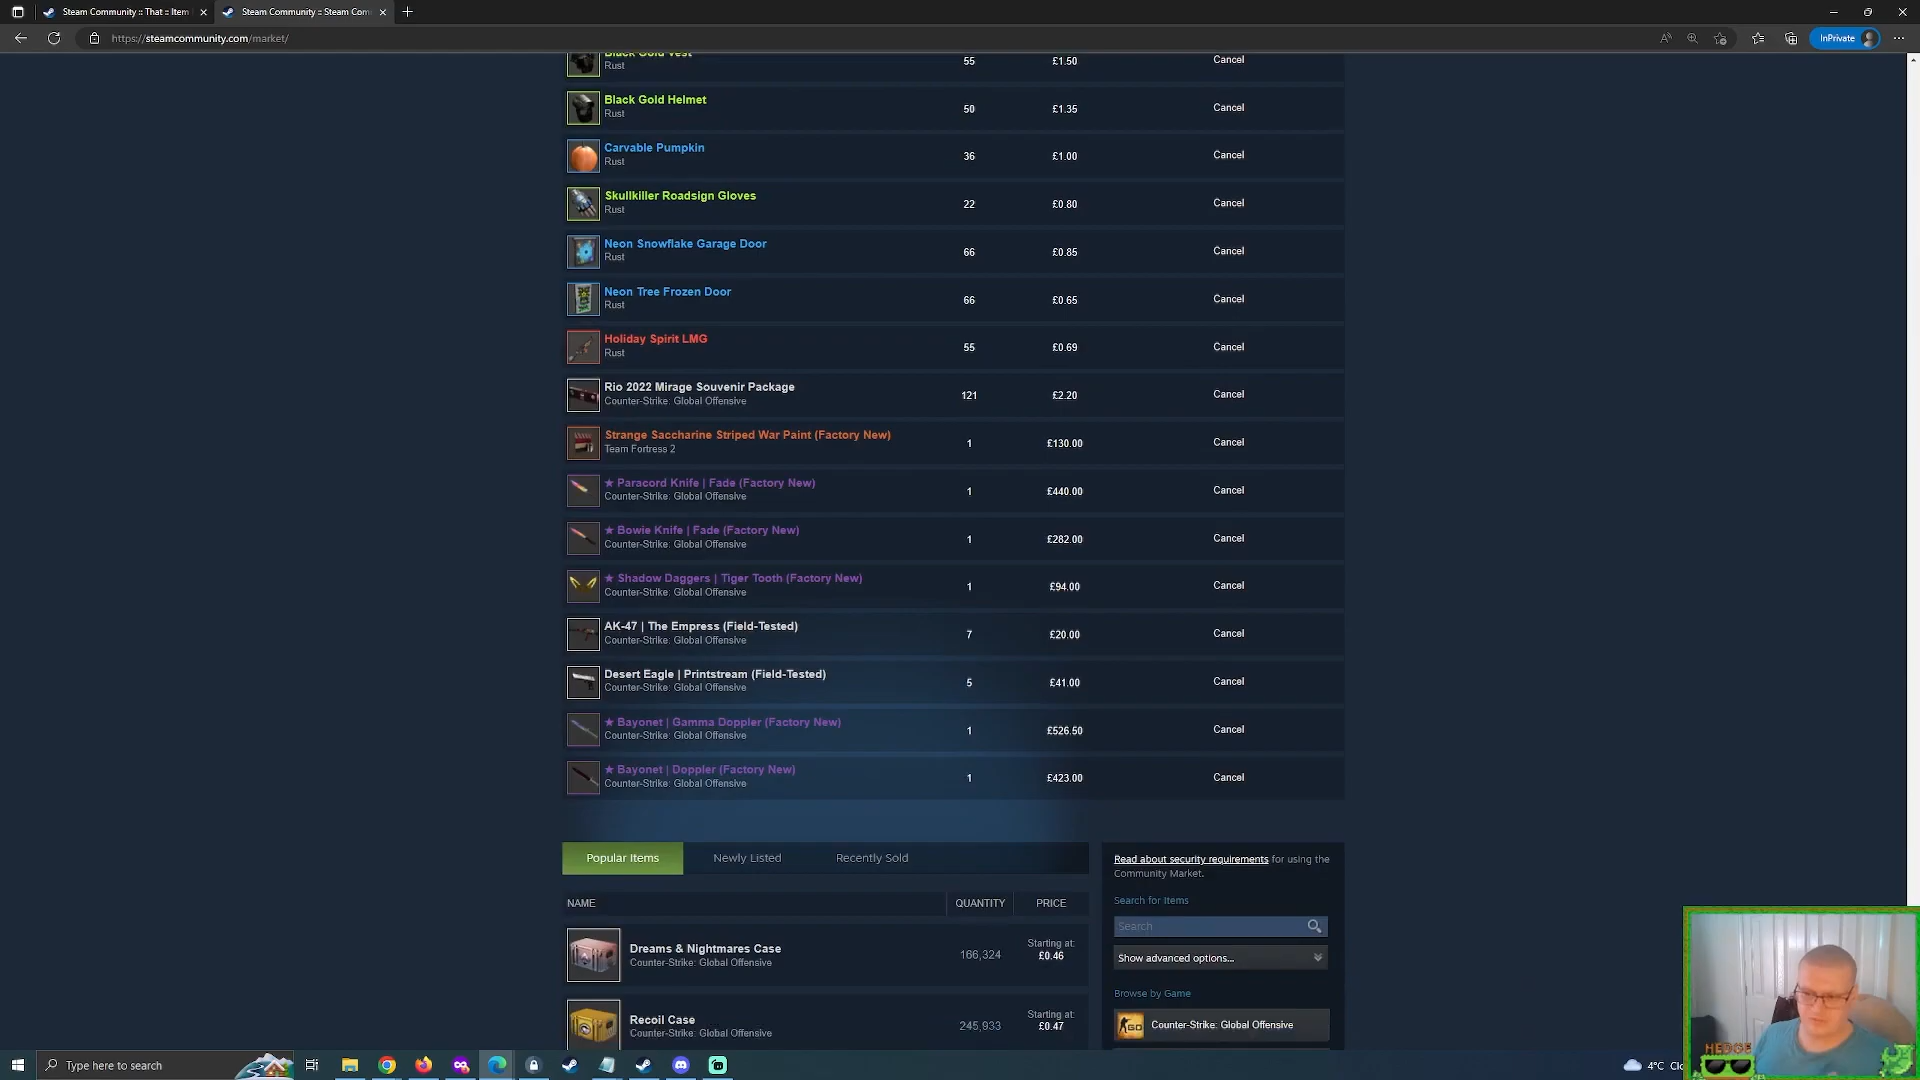 Steam Community :: That = Item
Steam Community :: Steam Com
https://steamcommunity.com/market/
InPrivate
Black Gold Vest
Rust
55
£1.50
Cancel
Black Gold Helmet
Rust
50
£1.35
Cancel
Carvable Pumpkin
Rust
36
£1.00
Cancel
Skullkiller Roadsign Gloves
Rust
22
£0.80
Cancel
Neon Snowflake Garage Door
Rust
66
£0.85
Cancel
Neon Tree Frozen Door
Rust
66
£0.65
Cancel
Holiday Spirit LMG
Rust
55
£0.69
Cancel
Rio 2022 Mirage Souvenir Package
Counter-Strike: Global Offensive
121
£2.20
Cancel
Strange Saccharine Striped War Paint (Factory New)
Team Fortress 2
1
£130.00
Cancel
★ Paracord Knife | Fade (Factory New)
Counter-Strike: Global Offensive
1
£440.00
Cancel
★ Bowie Knife | Fade (Factory New)
Counter-Strike: Global Offensive
1
£282.00
Cancel
★ Shadow Daggers | Tiger Tooth (Factory New)
Counter-Strike: Global Offensive
1
£94.00
Cancel
AK-47 | The Empress (Field-Tested)
Counter-Strike: Global Offensive
7
£20.00
Cancel
Desert Eagle | Printstream (Field-Tested)
Counter-Strike: Global Offensive
5
£41.00
Cancel
★ Bayonet | Gamma Doppler (Factory New)
Counter-Strike: Global Offensive
1
£526.50
Cancel
★ Bayonet | Doppler (Factory New)
Counter-Strike: Global Offensive
1
£423.00
Cancel
Popular Items
Newly Listed
Recently Sold
NAME
QUANTITY
PRICE
Dreams & Nightmares Case
Counter-Strike: Global Offensive
166,324
Starting at:
£0.46
Recoil Case
Counter-Strike: Global Offensive
245,933
Starting at:
£0.47
Read about security requirements for using the
Community Market.
Search for Items
Search
Show advanced options...
Browse by Game
GO
Counter-Strike: Global Offensive
Type here to search
4°C
HEDGE